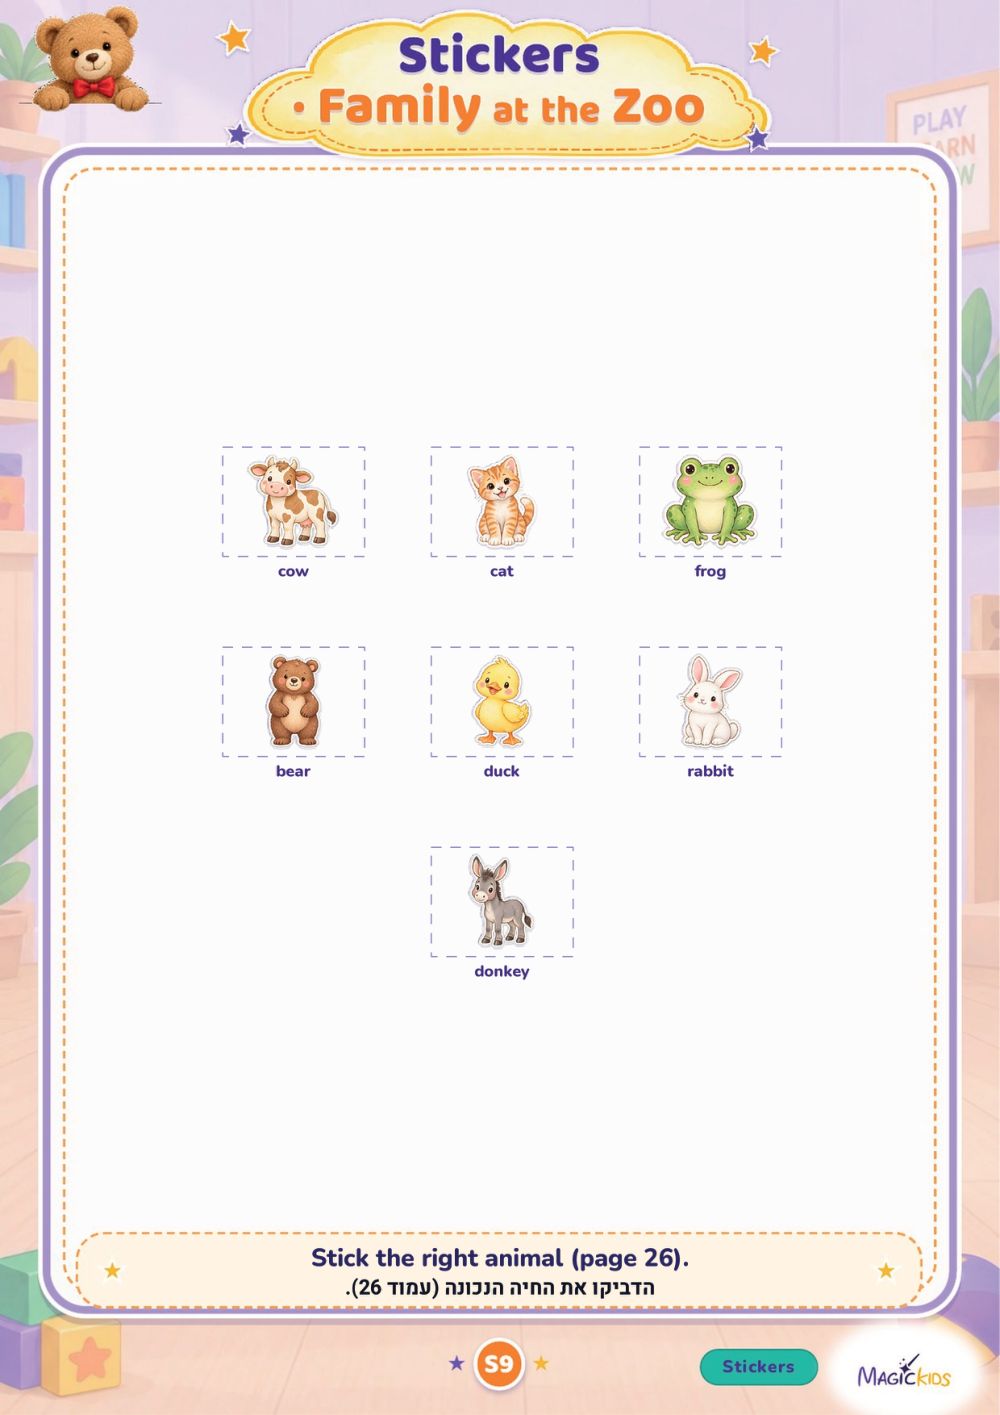 Stickers
• Family at the Zoo
PLAY
cow
cat
frog
bear
duck
rabbit
donkey
Stick the right animal (page 26).
הדביקו את החיה הנכונה (עמוד 26).
S9
Stickers
MAGICKIDS